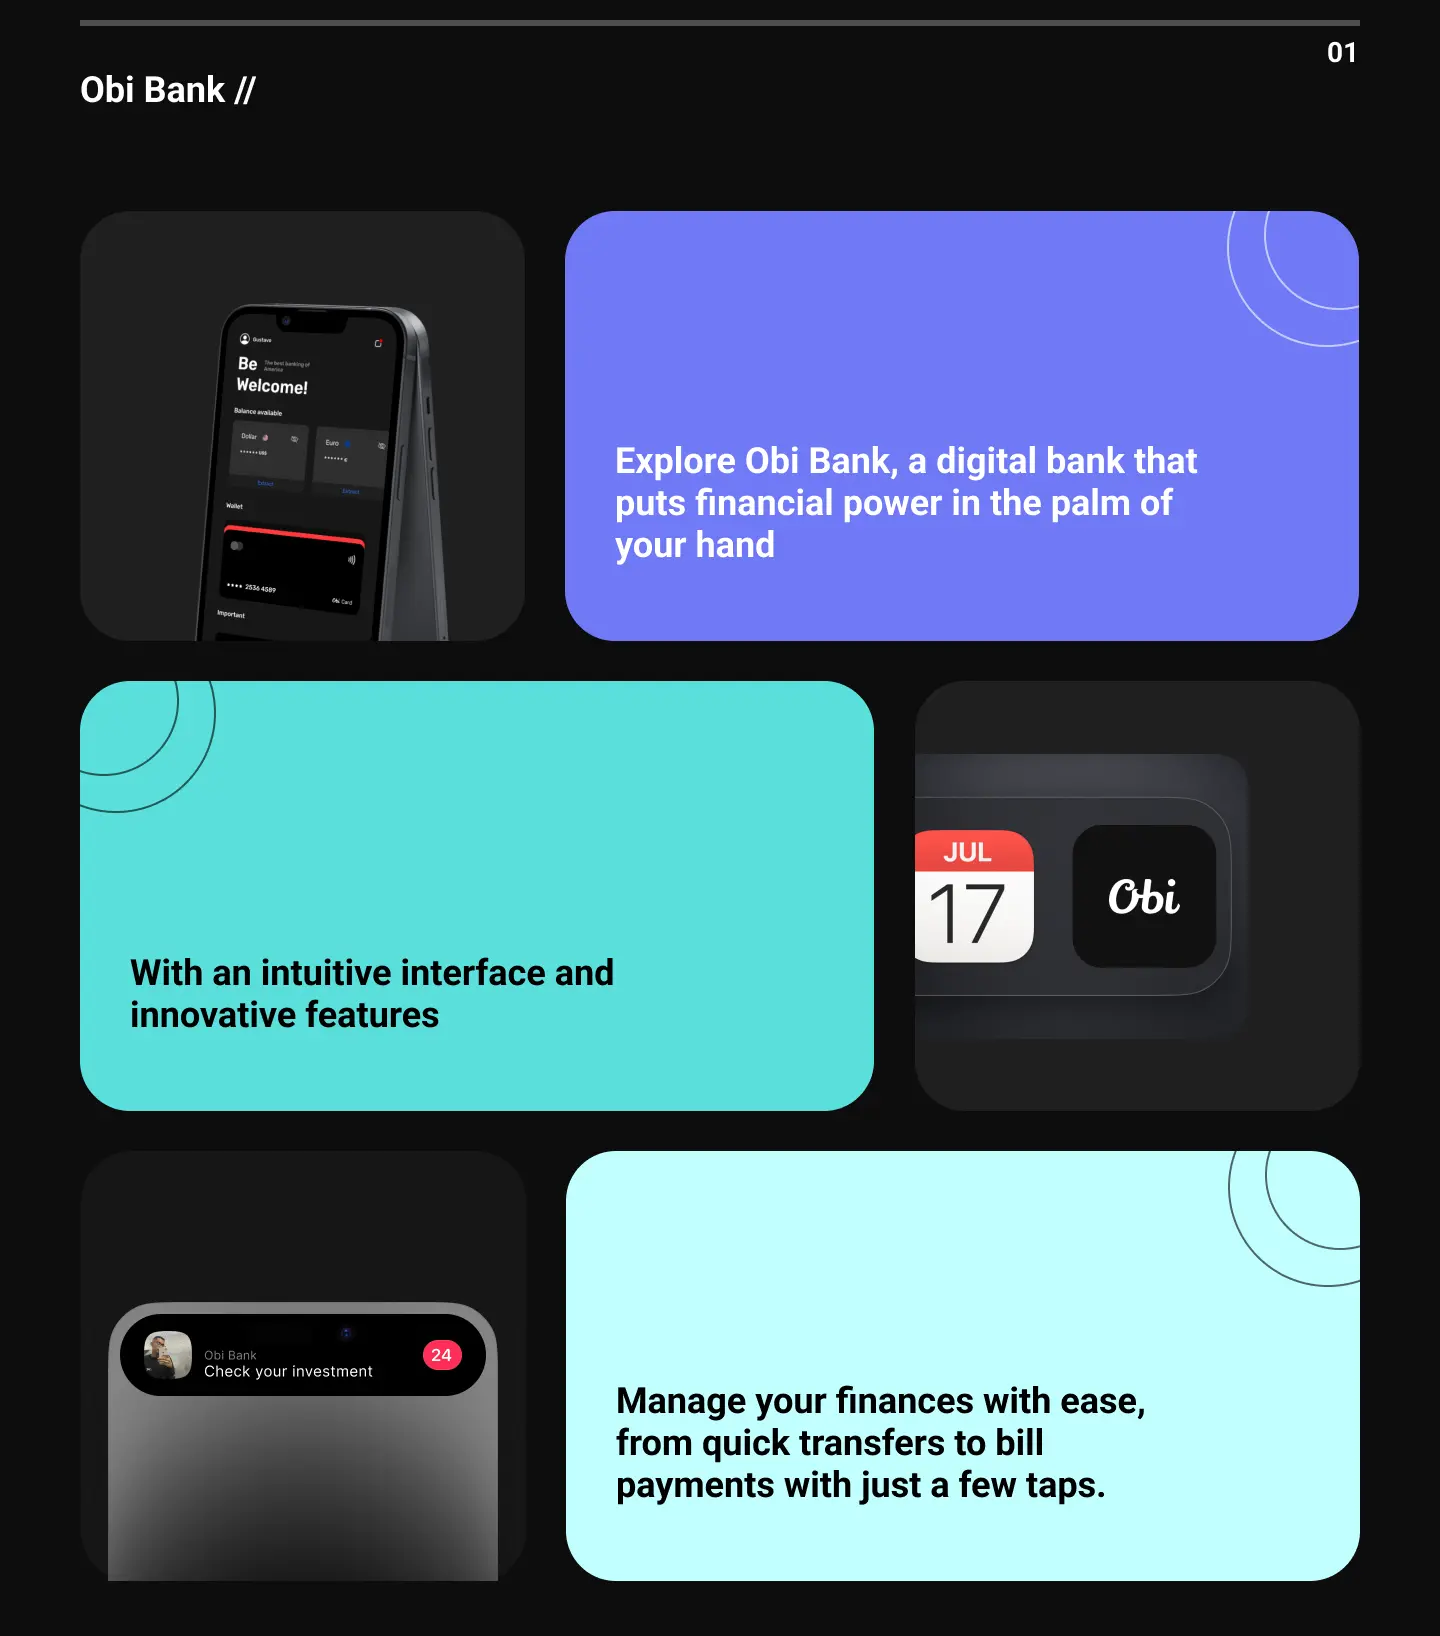 01
Obi Bank //
Gustavo
Be The best banking of
America
Welcome!
Balance available
Dollar
•••••• US$
Extract
Euro
•••••• €
Extract
Wallet
•••• 2536 4589
Obi Card
Important
Explore Obi Bank, a digital bank that
puts financial power in the palm of
your hand
With an intuitive interface and
innovative features
JUL
17
Obi
Obi Bank
Check your investment
24
Manage your finances with ease,
from quick transfers to bill
payments with just a few taps.